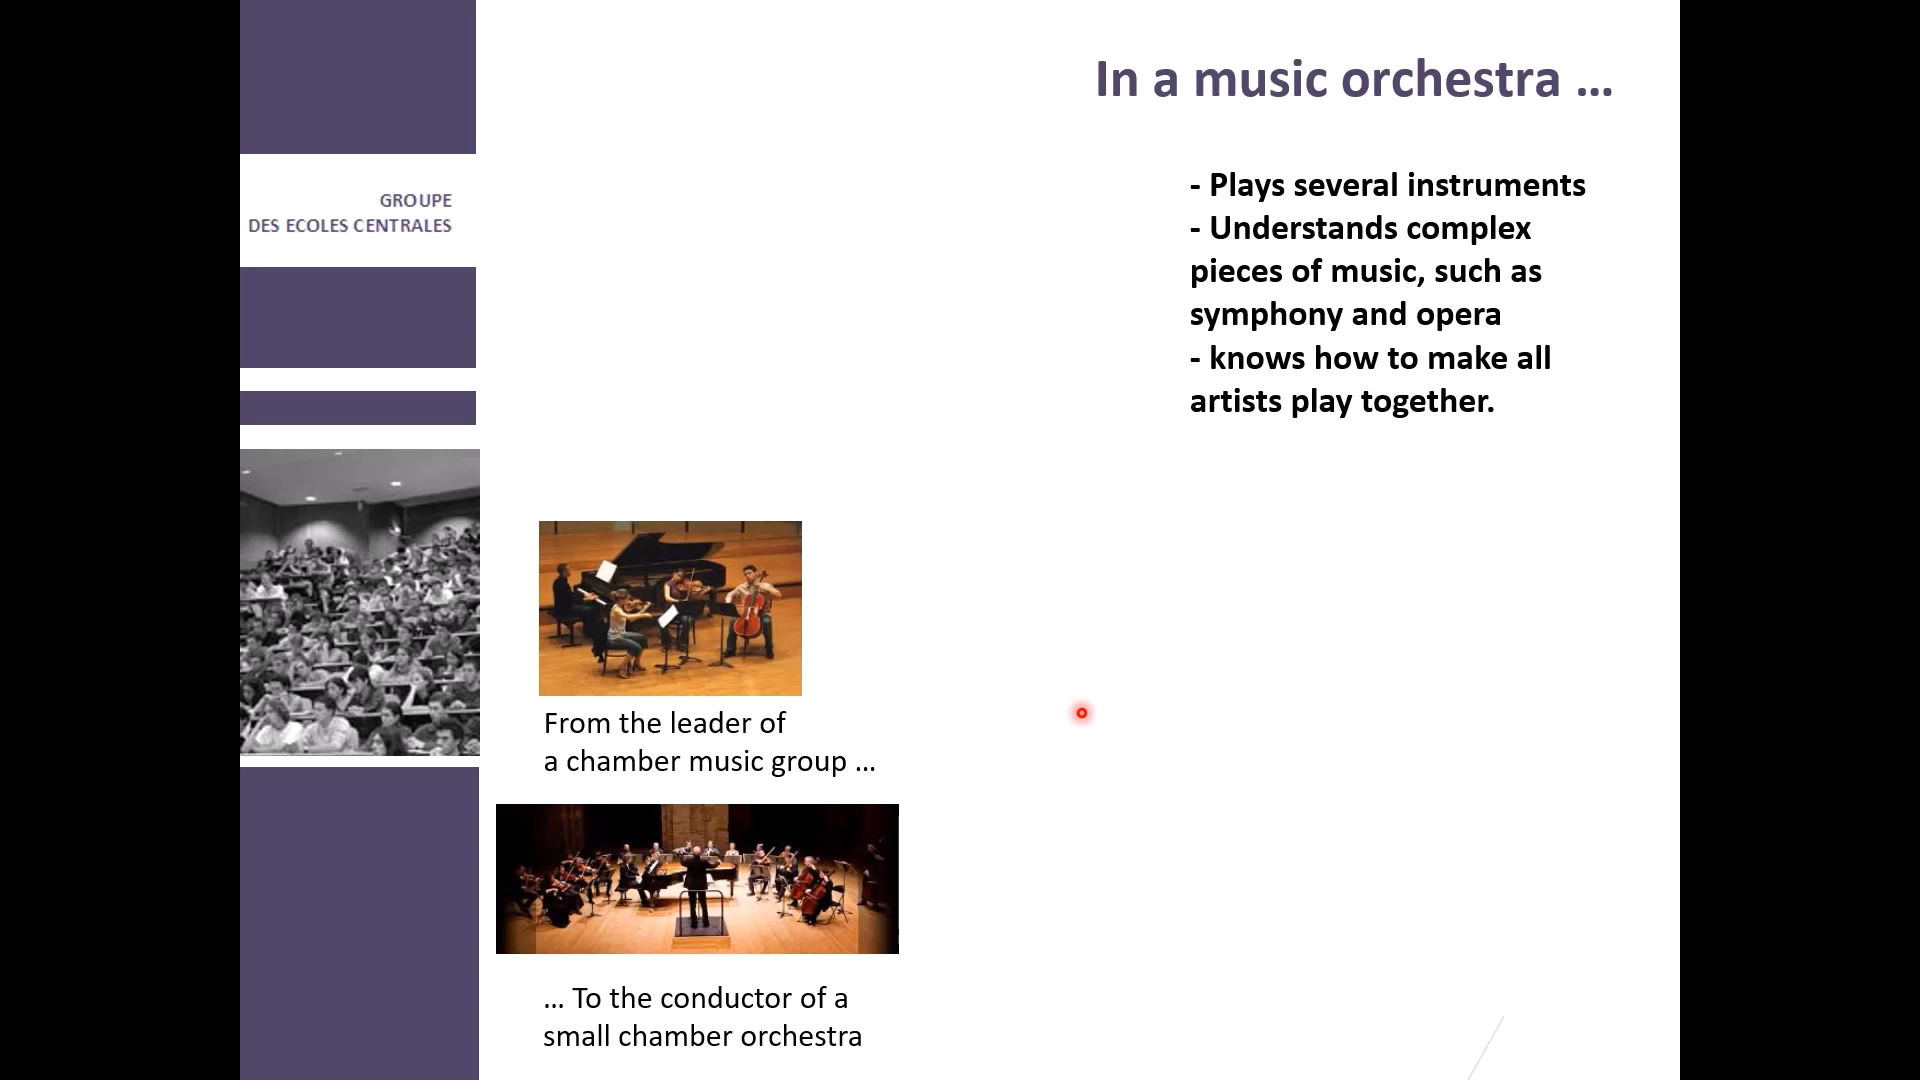 In a music orchestra ...
GROUPE
DES ECOLES CENTRALES
- Plays several instruments
- Understands complex
pieces of music, such as
symphony and opera
- knows how to make all
artists play together.
From the leader of
a chamber music group ...
... To the conductor of a
small chamber orchestra